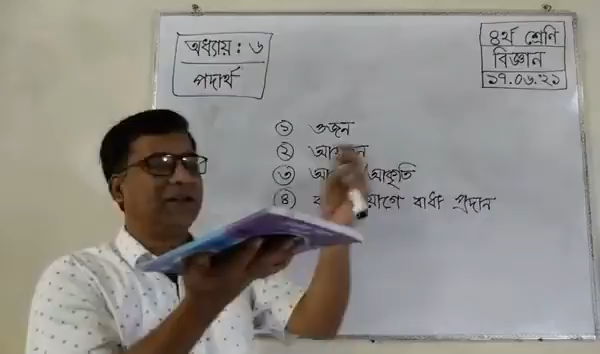 অধ্যায় : ৬
পদার্থ
৪র্থ শ্রেনি
বিজ্ঞান
১৭.০৬.২১
১ ওজন
২
৩ আকৃতি
৪ বাধা প্রদান